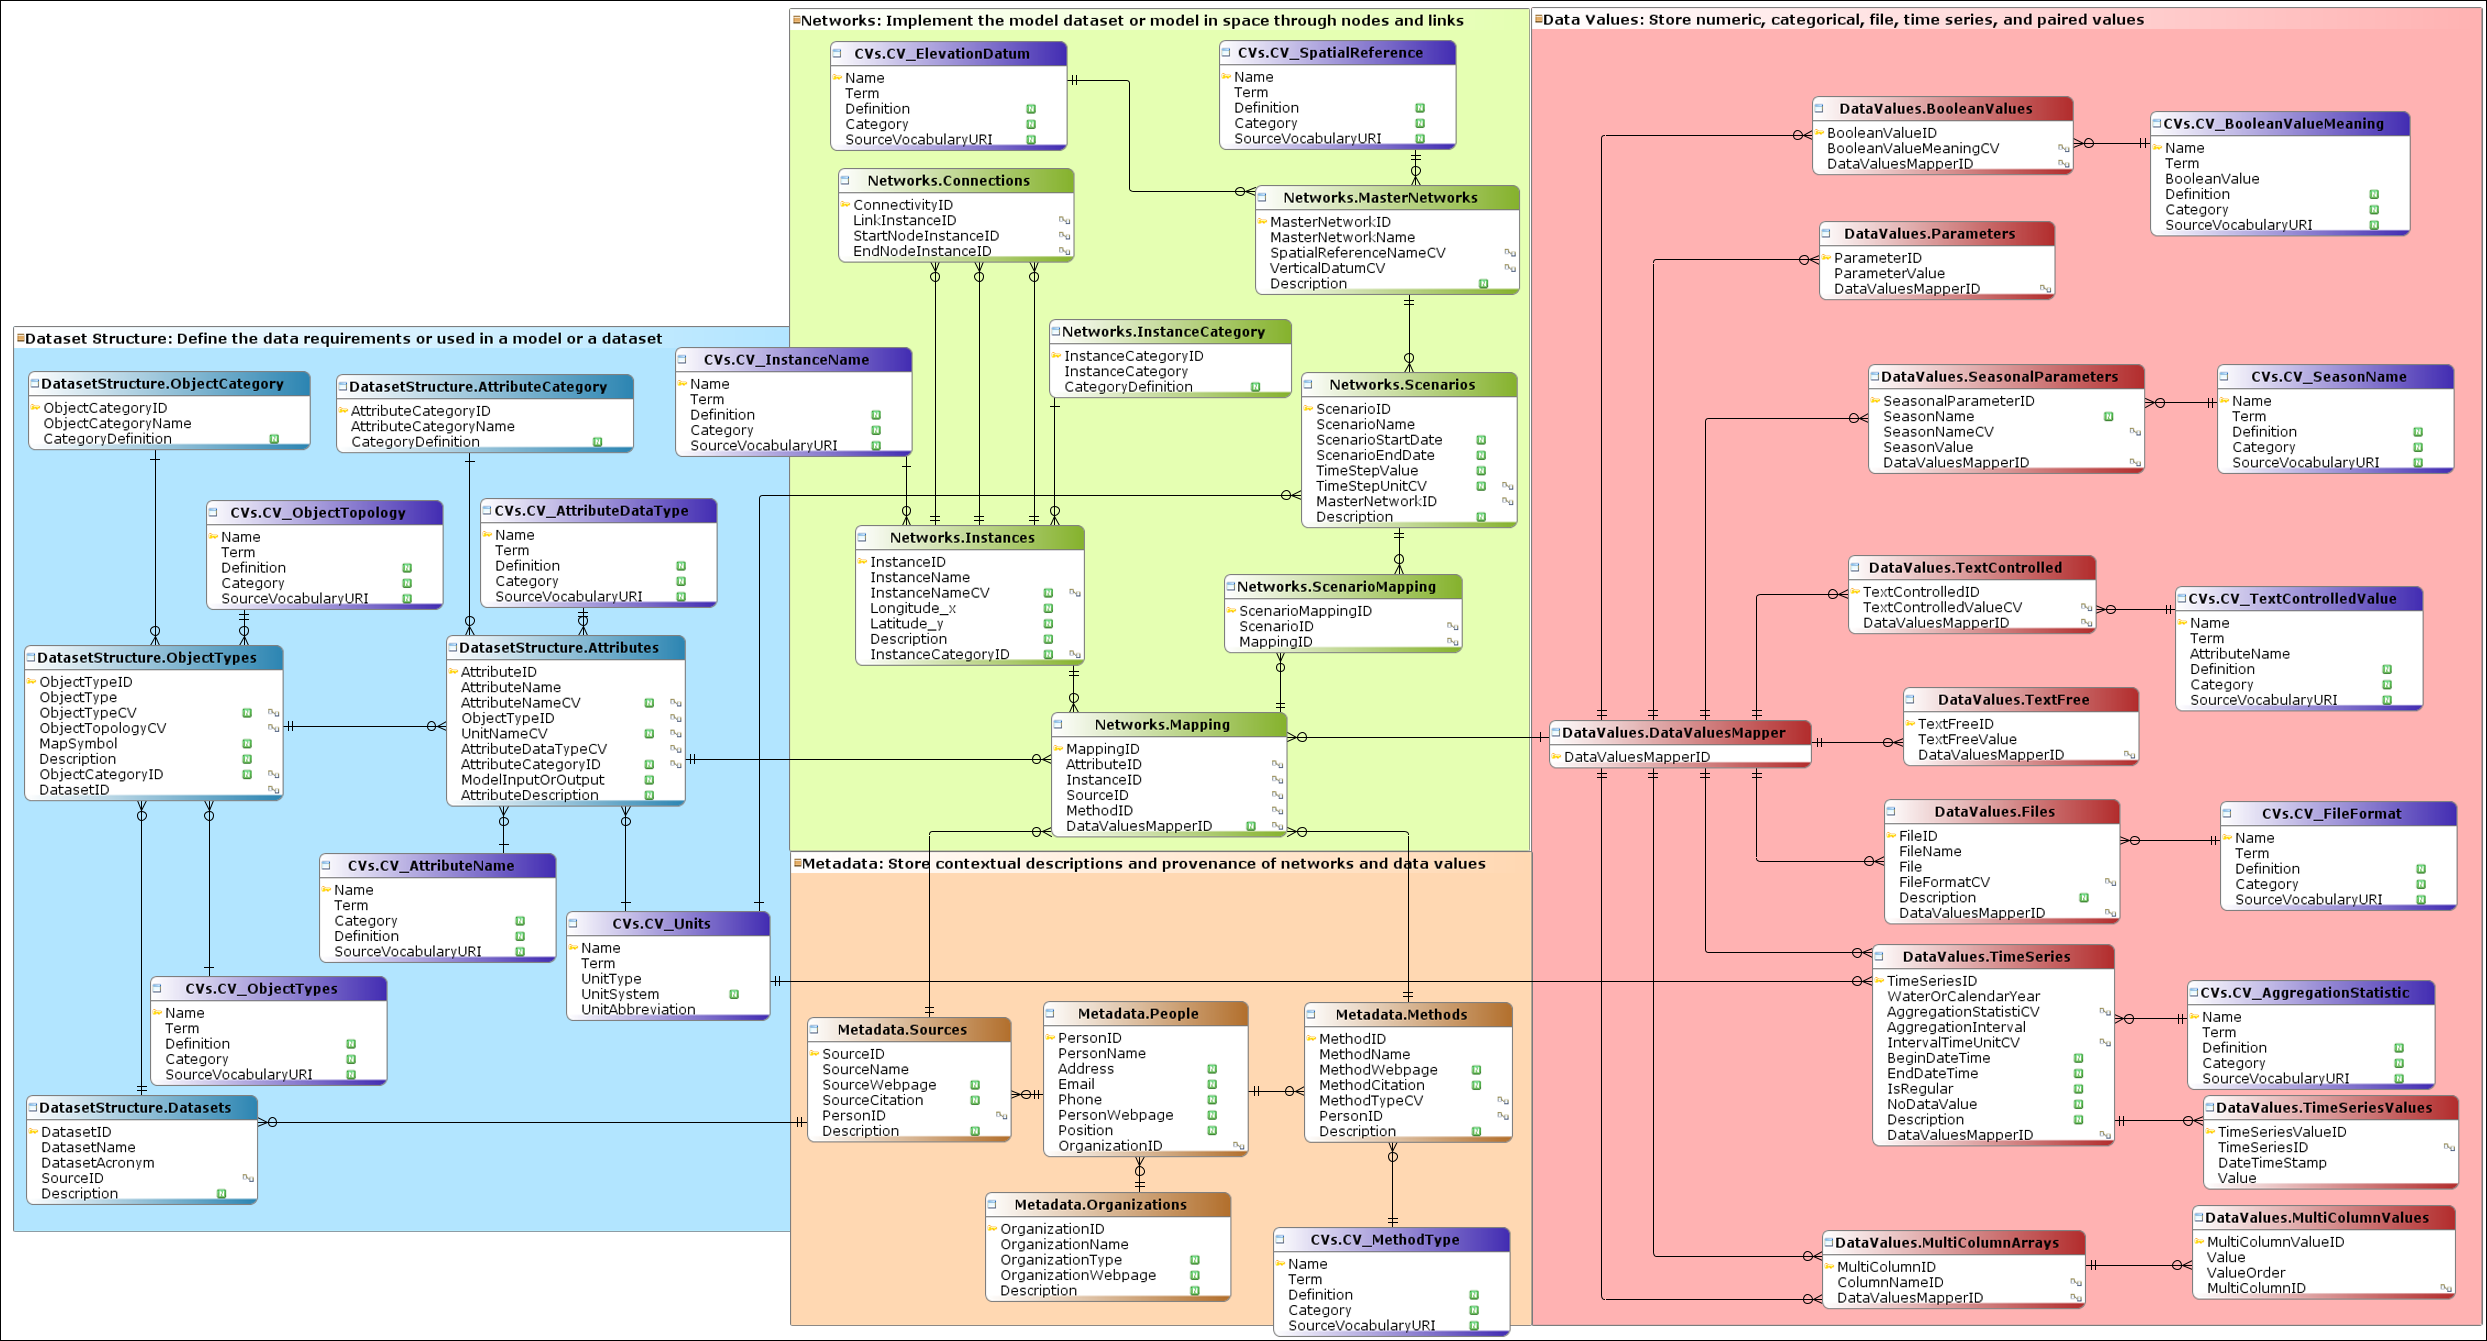 Networks: Implement the model dataset or model in space through nodes and links
CVs.CV_ElevationDatum
Name
Term
Definition
Category
SourceVocabularyURI
CVs.CV_SpatialReference
Name
Term
Definition
Category
SourceVocabularyURI
Networks.Connections
ConnectivityID
LinkInstanceID
StartNodeInstanceID
EndNodeInstanceID
Networks.MasterNetworks
MasterNetworkID
MasterNetworkName
SpatialReferenceNameCV
VerticalDatumCV
Description
Networks.InstanceCategory
InstanceCategoryID
InstanceCategory
CategoryDefinition
Networks.Scenarios
ScenarioID
ScenarioName
ScenarioStartDate
ScenarioEndDate
TimeStepValue
TimeStepUnitCV
MasterNetworkID
Description
Networks.Instances
InstanceID
InstanceName
InstanceNameCV
Longitude_x
Latitude_y
Description
InstanceCategoryID
Networks.ScenarioMapping
ScenarioMappingID
ScenarioID
MappingID
Networks.Mapping
MappingID
AttributeID
InstanceID
SourceID
MethodID
DataValuesMapperID
Dataset Structure: Define the data requirements or used in a model or a dataset
CVs.CV_InstanceName
Name
Term
Definition
Category
SourceVocabularyURI
DatasetStructure.ObjectCategory
ObjectCategoryID
ObjectCategoryName
CategoryDefinition
DatasetStructure.AttributeCategory
AttributeCategoryID
AttributeCategoryName
CategoryDefinition
CVs.CV_ObjectTopology
Name
Term
Definition
Category
SourceVocabularyURI
CVs.CV_AttributeDataType
Name
Term
Definition
Category
SourceVocabularyURI
DatasetStructure.ObjectTypes
ObjectTypeID
ObjectType
ObjectTypeCV
ObjectTopologyCV
MapSymbol
Description
ObjectCategoryID
DatasetID
DatasetStructure.Attributes
AttributeID
AttributeName
AttributeNameCV
ObjectTypeID
UnitNameCV
AttributeDataTypeCV
AttributeCategoryID
ModelInputOrOutput
AttributeDescription
CVs.CV_AttributeName
Name
Term
Category
Definition
SourceVocabularyURI
CVs.CV_Units
Name
Term
UnitType
UnitSystem
UnitAbbreviation
CVs.CV_ObjectTypes
Name
Term
Definition
Category
SourceVocabularyURI
DatasetStructure.Datasets
DatasetID
DatasetName
DatasetAcronym
SourceID
Description
Metadata: Store contextual descriptions and provenance of networks and data values
Metadata.Sources
SourceID
SourceName
SourceWebpage
SourceCitation
PersonID
Description
Metadata.People
PersonID
PersonName
Address
Email
Phone
PersonWebpage
Position
OrganizationID
Metadata.Methods
MethodID
MethodName
MethodWebpage
MethodCitation
MethodTypeCV
PersonID
Description
Metadata.Organizations
OrganizationID
OrganizationName
OrganizationType
OrganizationWebpage
Description
CVs.CV_MethodType
Name
Term
Definition
Category
SourceVocabularyURI
Data Values: Store numeric, categorical, file, time series, and paired values
DataValues.BooleanValues
BooleanValueID
BooleanValueMeaningCV
DataValuesMapperID
CVs.CV_BooleanValueMeaning
Name
Term
BooleanValue
Definition
Category
SourceVocabularyURI
DataValues.Parameters
ParameterID
ParameterValue
DataValuesMapperID
DataValues.SeasonalParameters
SeasonalParameterID
SeasonName
SeasonNameCV
SeasonValue
DataValuesMapperID
CVs.CV_SeasonName
Name
Term
Definition
Category
SourceVocabularyURI
DataValues.TextControlled
TextControlledID
TextControlledValueCV
DataValuesMapperID
CVs.CV_TextControlledValue
Name
Term
AttributeName
Definition
Category
SourceVocabularyURI
DataValues.TextFree
TextFreeID
TextFreeValue
DataValuesMapperID
DataValues.DataValuesMapper
DataValuesMapperID
DataValues.Files
FileID
FileName
File
FileFormatCV
Description
DataValuesMapperID
CVs.CV_FileFormat
Name
Term
Definition
Category
SourceVocabularyURI
DataValues.TimeSeries
TimeSeriesID
WaterOrCalendarYear
AggregationStatistiCV
AggregationInterval
IntervalTimeUnitCV
BeginDateTime
EndDateTime
IsRegular
NoDataValue
Description
DataValuesMapperID
CVs.CV_AggregationStatistic
Name
Term
Definition
Category
SourceVocabularyURI
DataValues.TimeSeriesValues
TimeSeriesValueID
TimeSeriesID
DateTimeStamp
Value
DataValues.MultiColumnArrays
MultiColumnID
ColumnNameID
DataValuesMapperID
DataValues.MultiColumnValues
MultiColumnValueID
Value
ValueOrder
MultiColumnID